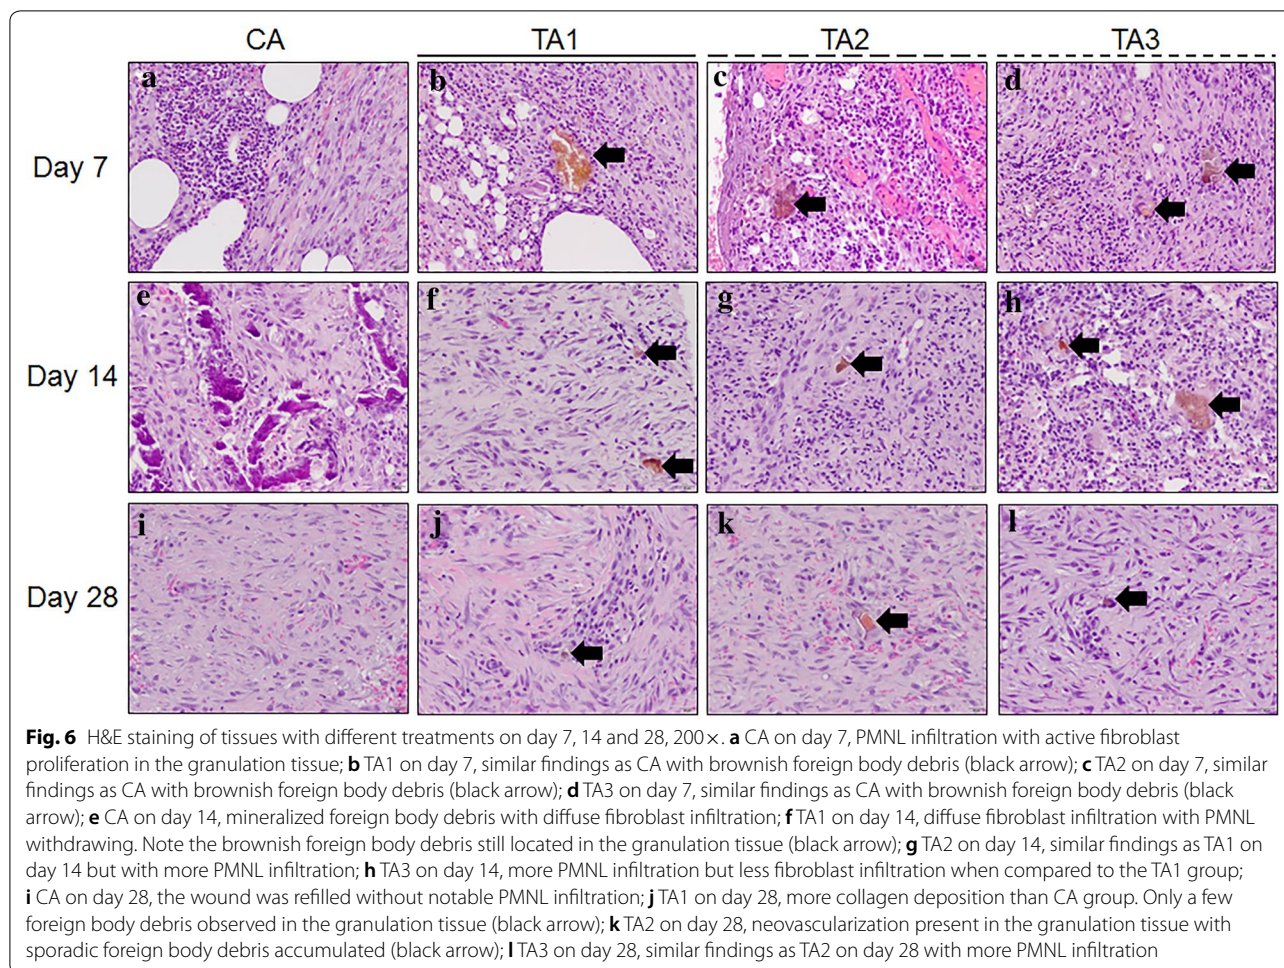 CA TA1 TA2 TA3
Day 7 a b c d
Day 14 e f g h
Day 28 i j k l
Fig. 6 H&E staining of tissues with different treatments on day 7, 14 and 28, 200×. a CA on day 7, PMNL infiltration with active fibroblast
proliferation in the granulation tissue; b TA1 on day 7, similar findings as CA with brownish foreign body debris (black arrow); c TA2 on day 7, similar
findings as CA with brownish foreign body debris (black arrow); d TA3 on day 7, similar findings as CA with brownish foreign body debris (black
arrow); e CA on day 14, mineralized foreign body debris with diffuse fibroblast infiltration; f TA1 on day 14, diffuse fibroblast infiltration with PMNL
withdrawing. Note the brownish foreign body debris still located in the granulation tissue (black arrow); g TA2 on day 14, similar findings as TA1 on
day 14 but with more PMNL infiltration; h TA3 on day 14, more PMNL infiltration but less fibroblast infiltration when compared to the TA1 group;
i CA on day 28, the wound was refilled without notable PMNL infiltration; j TA1 on day 28, more collagen deposition than CA group. Only a few
foreign body debris observed in the granulation tissue (black arrow); k TA2 on day 28, neovascularization present in the granulation tissue with
sporadic foreign body debris accumulated (black arrow); l TA3 on day 28, similar findings as TA2 on day 28 with more PMNL infiltration